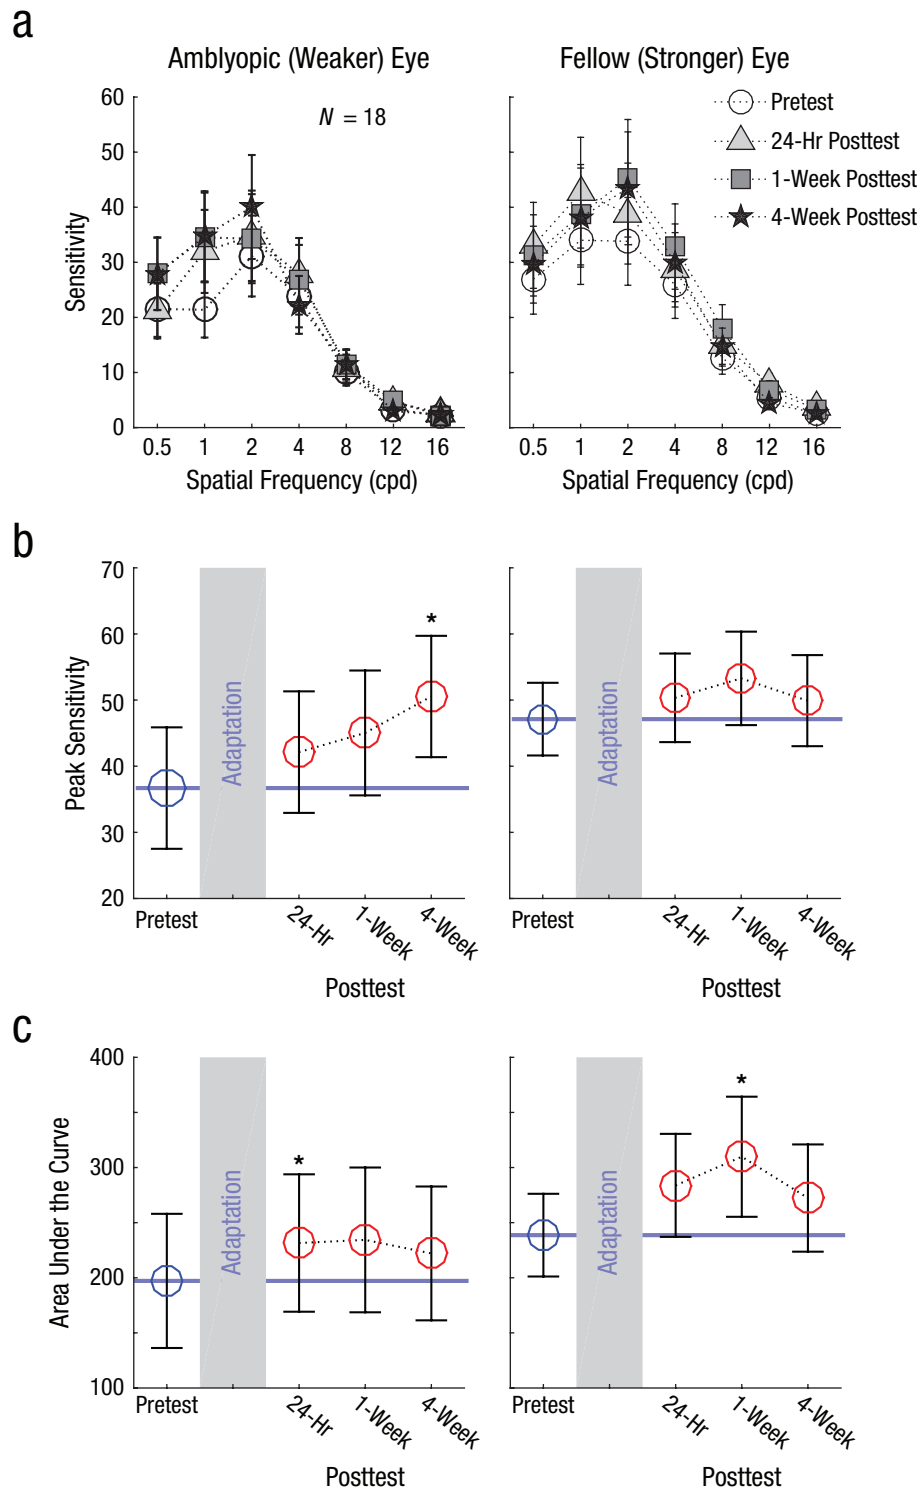 a
Amblyopic (Weaker) Eye
Fellow (Stronger) Eye
N = 18
Pretest
24-Hr Posttest
1-Week Posttest
4-Week Posttest
Sensitivity
60
50
40
30
20
10
0
0.5 1 2 4 8 12 16
0.5 1 2 4 8 12 16
Spatial Frequency (cpd)
Spatial Frequency (cpd)
b
Peak Sensitivity
70
60
50
40
30
20
Adaptation
*
Adaptation
Pretest
24-Hr
1-Week
4-Week
Posttest
Pretest
24-Hr
1-Week
4-Week
Posttest
c
Area Under the Curve
400
300
200
100
Adaptation
*
Adaptation
*
Pretest
24-Hr
1-Week
4-Week
Posttest
Pretest
24-Hr
1-Week
4-Week
Posttest